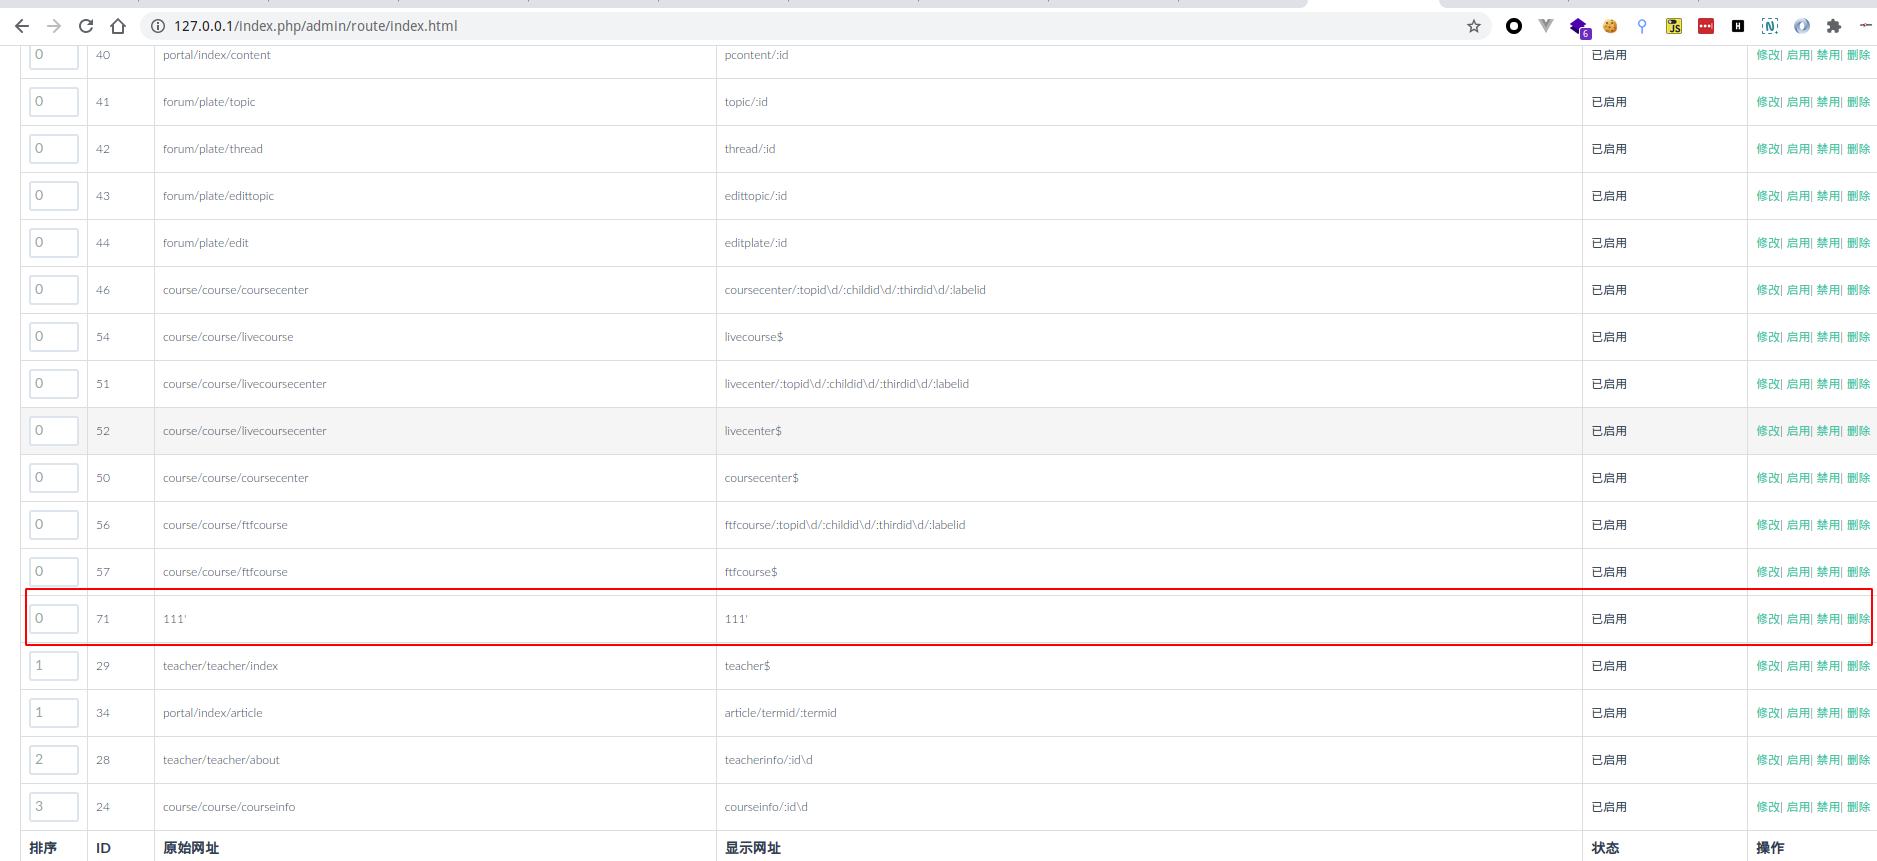 127.0.0.1/index.php/admin/route/index.html
6
JS
H
N
0 40 portal/index/content pcontent/:id 已启用 修改| 启用| 禁用| 删除
0 41 forum/plate/topic topic/:id 已启用 修改| 启用| 禁用| 删除
0 42 forum/plate/thread thread/:id 已启用 修改| 启用| 禁用| 删除
0 43 forum/plate/edittopic edittopic/:id 已启用 修改| 启用| 禁用| 删除
0 44 forum/plate/edit editplate/:id 已启用 修改| 启用| 禁用| 删除
0 46 course/course/coursecenter coursecenter/:topid\d/:childid\d/:thirdid\d/:labelid 已启用 修改| 启用| 禁用| 删除
0 54 course/course/livecourse livecourse$ 已启用 修改| 启用| 禁用| 删除
0 51 course/course/livecoursecenter livecenter/:topid\d/:childid\d/:thirdid\d/:labelid 已启用 修改| 启用| 禁用| 删除
0 52 course/course/livecoursecenter livecenter$ 已启用 修改| 启用| 禁用| 删除
0 50 course/course/coursecenter coursecenter$ 已启用 修改| 启用| 禁用| 删除
0 56 course/course/ftfcourse ftfcourse/:topid\d/:childid\d/:thirdid\d/:labelid 已启用 修改| 启用| 禁用| 删除
0 57 course/course/ftfcourse ftfcourse$ 已启用 修改| 启用| 禁用| 删除
0 71 111' 111' 已启用 修改| 启用| 禁用| 删除
1 29 teacher/teacher/index teacher$ 已启用 修改| 启用| 禁用| 删除
1 34 portal/index/article article/termid/:termid 已启用 修改| 启用| 禁用| 删除
2 28 teacher/teacher/about teacherinfo/:id\d 已启用 修改| 启用| 禁用| 删除
3 24 course/course/courseinfo courseinfo/:id\d 已启用 修改| 启用| 禁用| 删除
排序 ID 原始网址 显示网址 状态 操作